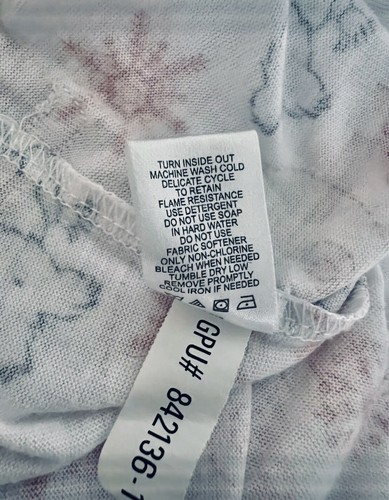 TURN INSIDE OUT
MACHINE WASH COLD
DELICATE CYCLE
TO RETAIN
FLAME RESISTANCE
USE DETERGENT
DO NOT USE SOAP
IN HARD WATER
DO NOT USE
FABRIC SOFTENER
ONLY NON-CHLORINE
BLEACH WHEN NEEDED
TUMBLE DRY LOW
REMOVE PROMPTLY
COOL IRON IF NEEDED
GPU# 842136-1